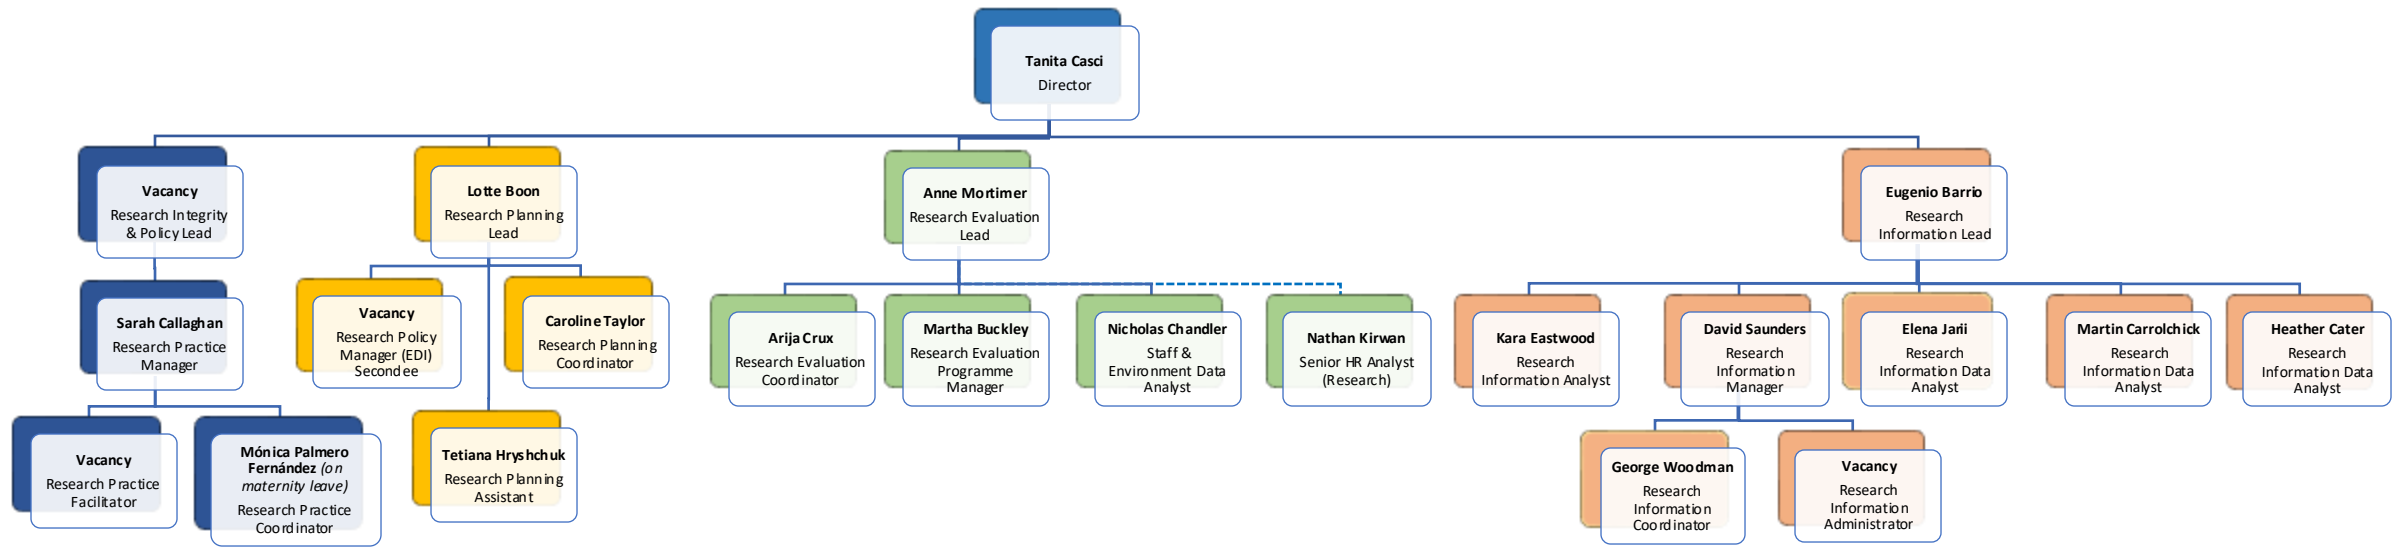 Tanita Casci
Director
Vacancy
Research Integrity
& Policy Lead
Lotte Boon
Research Planning
Lead
Anne Mortimer
Research Evaluation
Lead
Eugenio Barrio
Research
Information Lead
Sarah Callaghan
Research Practice
Manager
Vacancy
Research Policy
Manager (EDI)
Secondee
Caroline Taylor
Research Planning
Coordinator
Arija Crux
Research Evaluation
Coordinator
Martha Buckley
Research Evaluation
Programme
Manager
Nicholas Chandler
Staff &
Environment Data
Analyst
Nathan Kirwan
Senior HR Analyst
(Research)
Kara Eastwood
Research
Information Analyst
David Saunders
Research
Information
Manager
Elena Jarii
Research
Information Data
Analyst
Martin Carrolchick
Research
Information Data
Analyst
Heather Cater
Research
Information Data
Analyst
Vacancy
Research Practice
Facilitator
Mónica Palmero
Fernández (on
maternity leave)
Research Practice
Coordinator
Tetiana Hryshchuk
Research Planning
Assistant
George Woodman
Research
Information
Coordinator
Vacancy
Research
Information
Administrator